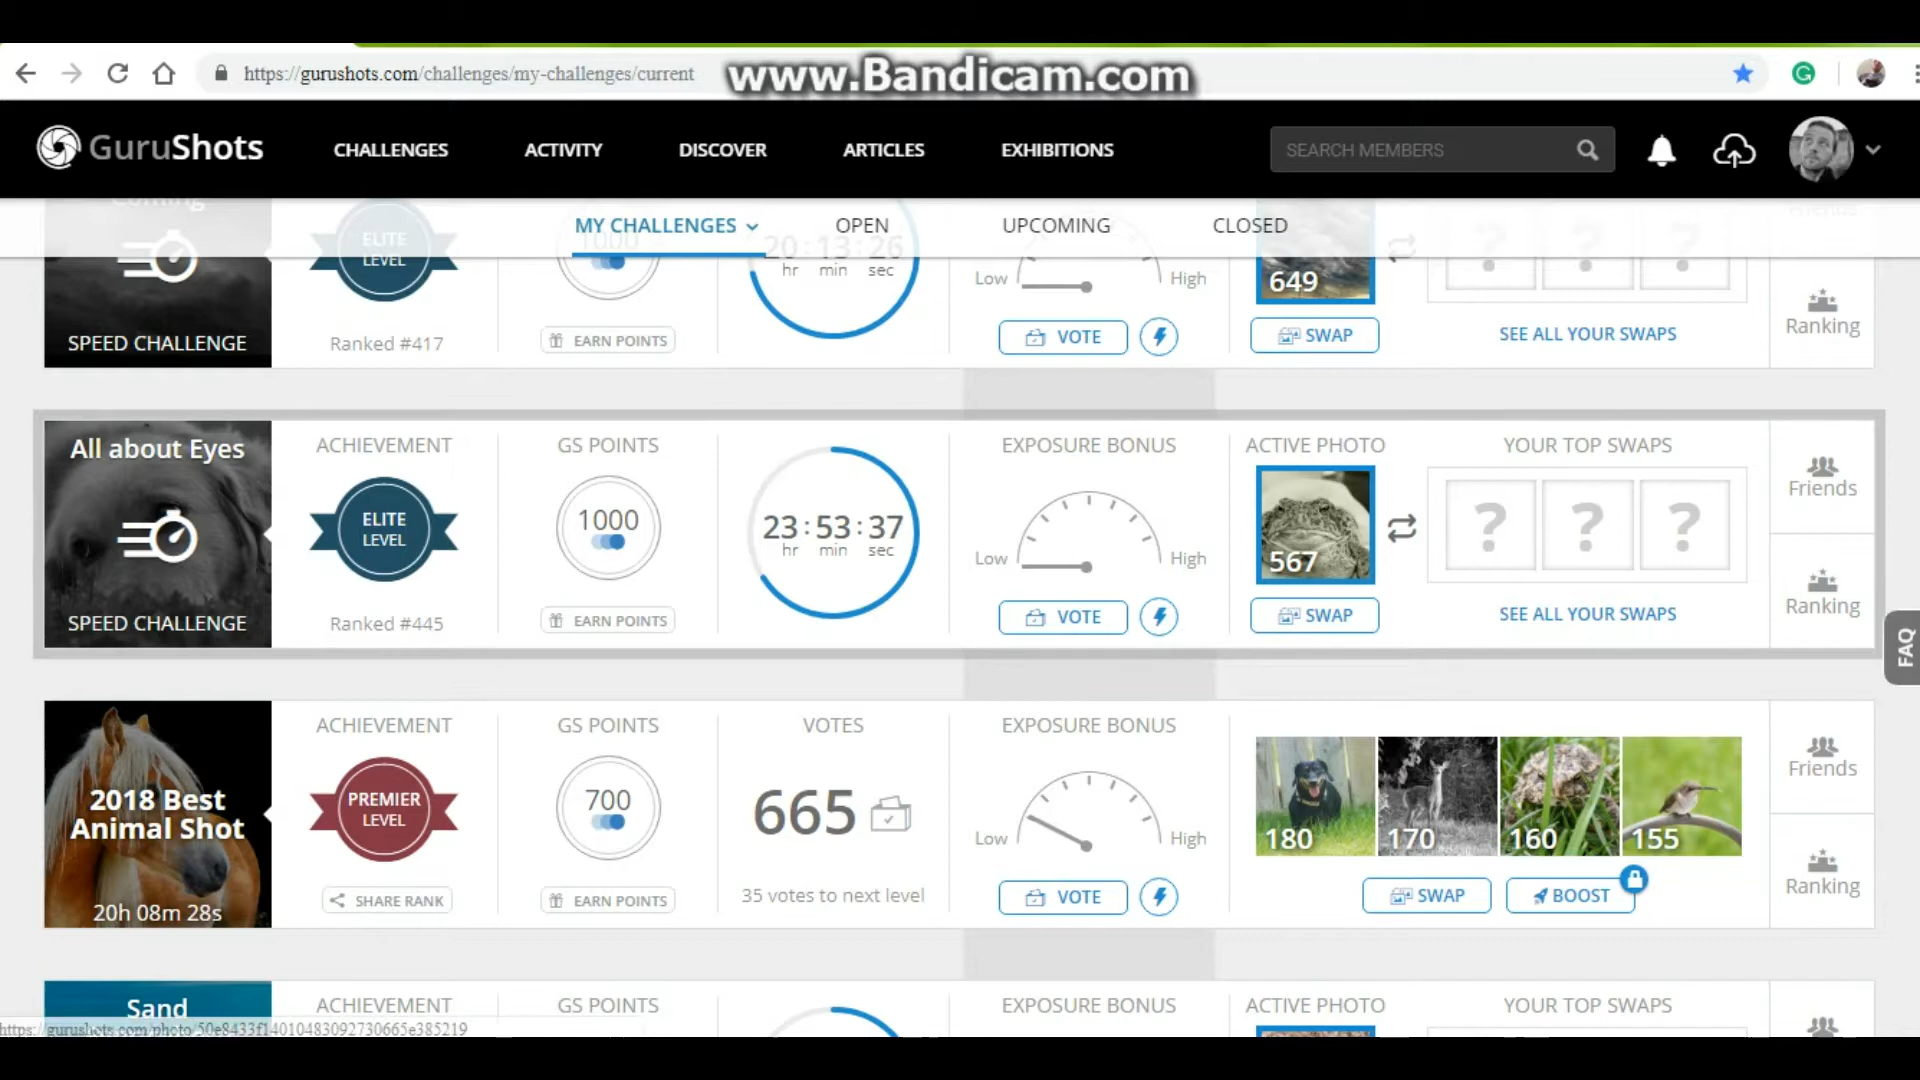 https://gurushots.com/challenges/my-challenges/current
www.Bandicam.com
GuruShots
CHALLENGES
ACTIVITY
DISCOVER
ARTICLES
EXHIBITIONS
SEARCH MEMBERS
MY CHALLENGES
OPEN
UPCOMING
CLOSED
SPEED CHALLENGE
ELITE
LEVEL
Ranked #417
1000
EARN POINTS
20:13:26
hr min sec
Low
High
VOTE
649
SWAP
SEE ALL YOUR SWAPS
? ? ?
Friends
Ranking
All about Eyes
SPEED CHALLENGE
ACHIEVEMENT
ELITE
LEVEL
Ranked #445
GS POINTS
1000
EARN POINTS
23:53:37
hr min sec
EXPOSURE BONUS
Low
High
VOTE
ACTIVE PHOTO
567
SWAP
YOUR TOP SWAPS
? ? ?
SEE ALL YOUR SWAPS
Friends
Ranking
FAQ
2018 Best
Animal Shot
20h 08m 28s
ACHIEVEMENT
PREMIER
LEVEL
SHARE RANK
GS POINTS
700
EARN POINTS
VOTES
665
35 votes to next level
EXPOSURE BONUS
Low
High
VOTE
180
170
160
155
SWAP
BOOST
Friends
Ranking
Sand
ACHIEVEMENT
GS POINTS
EXPOSURE BONUS
ACTIVE PHOTO
YOUR TOP SWAPS
https://gurushots.com/photo/50e8433f14010483092730665e385219